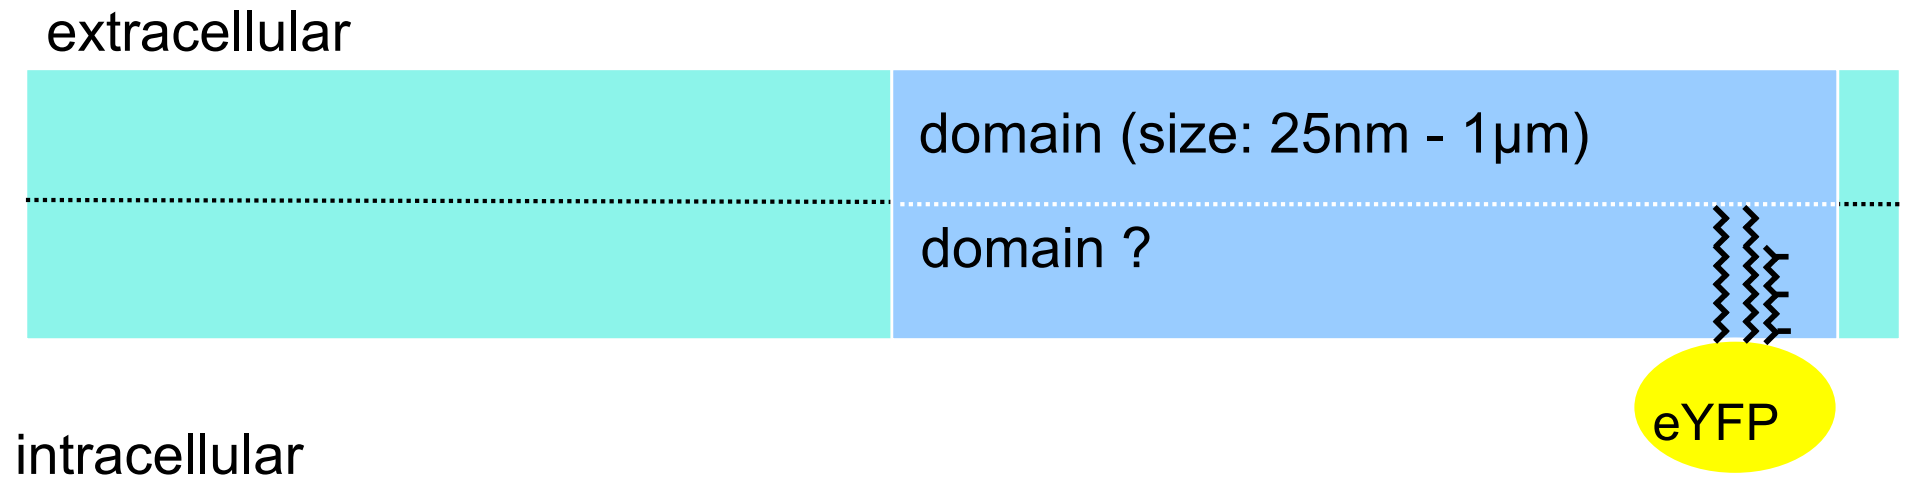 extracellular
domain (size: 25nm - 1µm)
domain ?
eYFP
intracellular